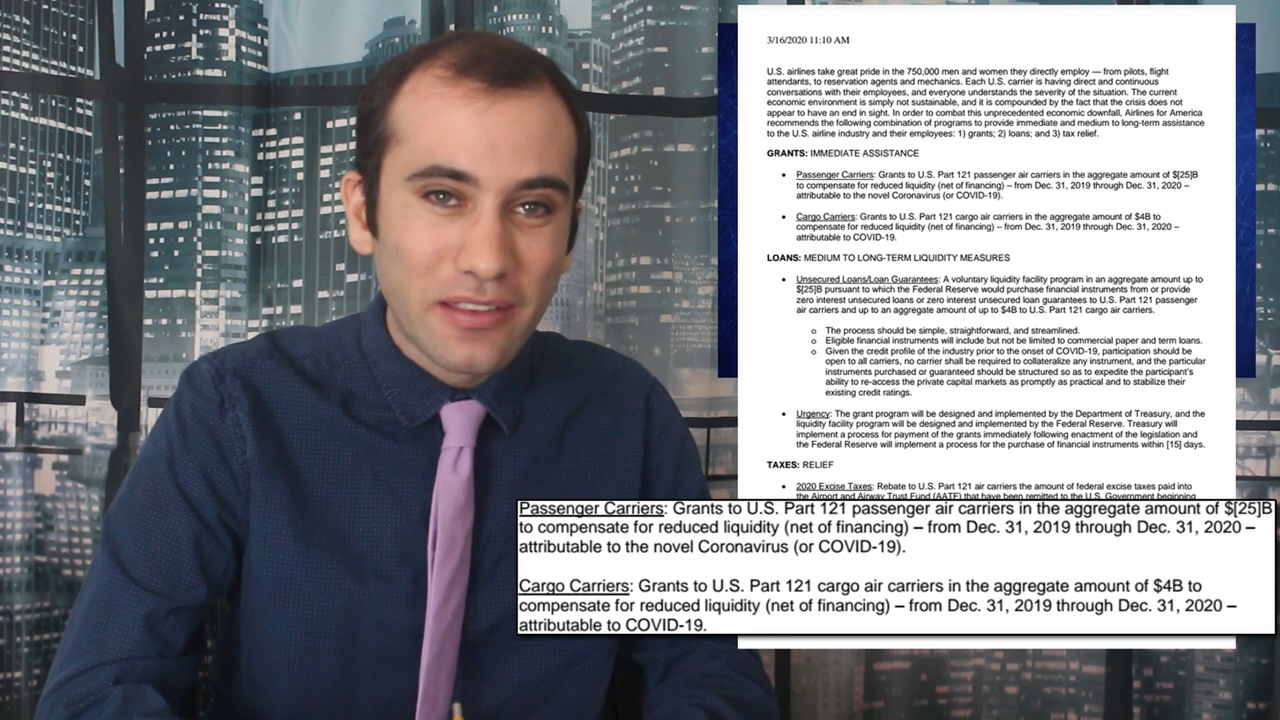 3/16/2020 11:10 AM
U.S. airlines take great pride in the 750,000 men and women they directly employ — from pilots, flight
attendants, to reservation agents and mechanics. Each U.S. carrier is having direct and continuous
conversations with their employees, and everyone understands the severity of the situation. The current
economic environment is simply not sustainable, and it is compounded by the fact that the crisis does not
appear to have an end in sight. In order to combat this unprecedented economic downfall, Airlines for America
recommends the following combination of programs to provide immediate and medium to long-term assistance
to the U.S. airline industry and their employees: 1) grants; 2) loans; and 3) tax relief.
GRANTS: IMMEDIATE ASSISTANCE
• Passenger Carriers: Grants to U.S. Part 121 passenger air carriers in the aggregate amount of $[25]B
to compensate for reduced liquidity (net of financing) – from Dec. 31, 2019 through Dec. 31, 2020 –
attributable to the novel Coronavirus (or COVID-19).
• Cargo Carriers: Grants to U.S. Part 121 cargo air carriers in the aggregate amount of $4B to
compensate for reduced liquidity (net of financing) – from Dec. 31, 2019 through Dec. 31, 2020 –
attributable to COVID-19.
LOANS: MEDIUM TO LONG-TERM LIQUIDITY MEASURES
• Unsecured Loans/Loan Guarantees: A voluntary liquidity facility program in an aggregate amount up to
$[25]B pursuant to which the Federal Reserve would purchase financial instruments from or provide
zero interest unsecured loans or zero interest unsecured loan guarantees to U.S. Part 121 passenger
air carriers and up to an aggregate amount of up to $4B to U.S. Part 121 cargo air carriers.
o The process should be simple, straightforward, and streamlined.
o Eligible financial instruments will include but not be limited to commercial paper and term loans.
o Given the credit profile of the industry prior to the onset of COVID-19, participation should be
open to all carriers, no carrier shall be required to collateralize any instrument, and the particular
instruments purchased or guaranteed should be structured so as to expedite the participant's
ability to re-access the private capital markets as promptly as practical and to stabilize their
existing credit ratings.
• Urgency: The grant program will be designed and implemented by the Department of Treasury, and the
liquidity facility program will be designed and implemented by the Federal Reserve. Treasury will
implement a process for payment of the grants immediately following enactment of the legislation and
the Federal Reserve will implement a process for the purchase of financial instruments within [15] days.
TAXES: RELIEF
• 2020 Excise Taxes: Rebate to U.S. Part 121 air carriers the amount of federal excise taxes paid into
the Airport and Airway Trust Fund (AATF) that have been remitted to the U.S. Government beginning
Passenger Carriers: Grants to U.S. Part 121 passenger air carriers in the aggregate amount of $[25]B
to compensate for reduced liquidity (net of financing) – from Dec. 31, 2019 through Dec. 31, 2020 –
attributable to the novel Coronavirus (or COVID-19).
Cargo Carriers: Grants to U.S. Part 121 cargo air carriers in the aggregate amount of $4B to
compensate for reduced liquidity (net of financing) – from Dec. 31, 2019 through Dec. 31, 2020 –
attributable to COVID-19.